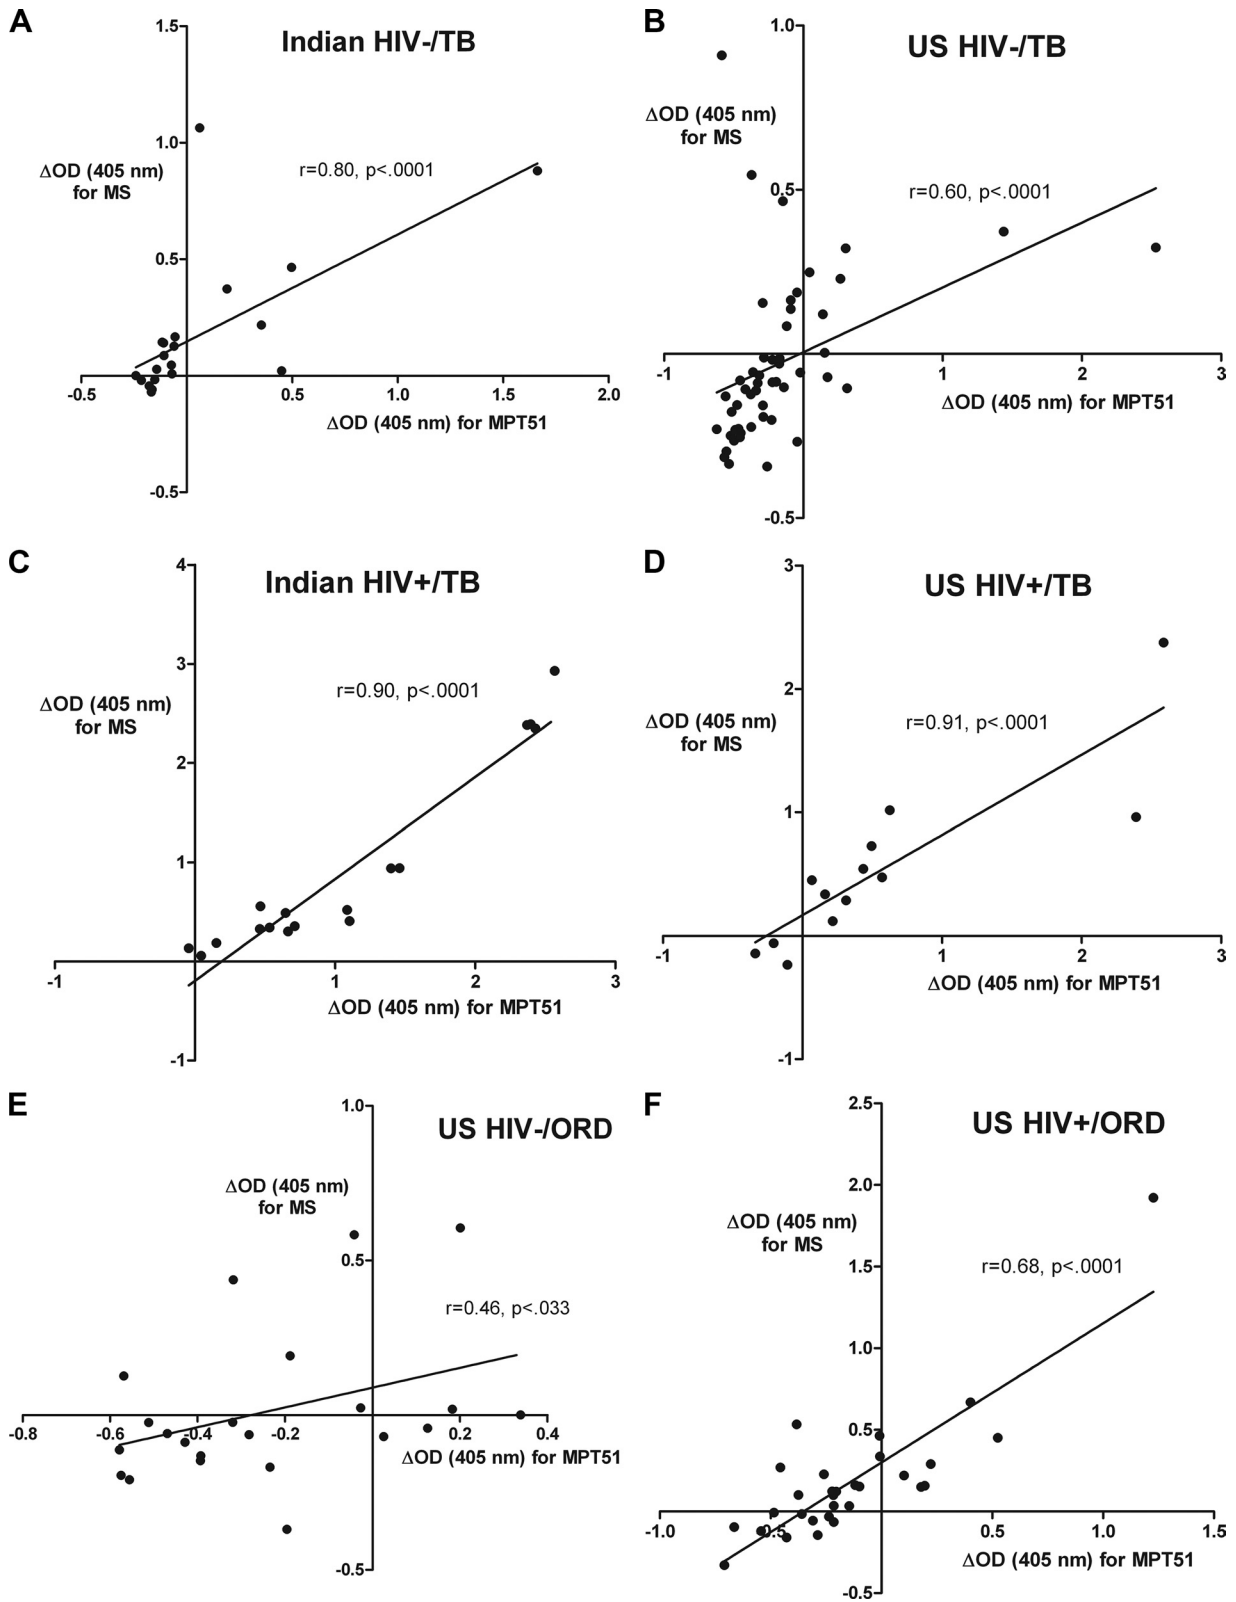 A
Indian HIV-/TB
1.5
1.0
0.5
-0.5
ΔOD (405 nm)
for MS
r=0.80, p<.0001
-0.5
0.5
1.0
1.5
2.0
ΔOD (405 nm) for MPT51
B
US HIV-/TB
1.0
0.5
-0.5
ΔOD (405 nm)
for MS
r=0.60, p<.0001
-1
1
2
3
ΔOD (405 nm) for MPT51
C
Indian HIV+/TB
4
3
2
1
-1
ΔOD (405 nm)
for MS
r=0.90, p<.0001
-1
1
2
3
ΔOD (405 nm) for MPT51
D
US HIV+/TB
3
2
1
-1
ΔOD (405 nm)
for MS
r=0.91, p<.0001
-1
1
2
3
ΔOD (405 nm) for MPT51
E
US HIV-/ORD
1.0
0.5
-0.5
ΔOD (405 nm)
for MS
r=0.46, p<.033
-0.8
-0.6
-0.4
-0.2
0.2
0.4
ΔOD (405 nm) for MPT51
F
US HIV+/ORD
2.5
2.0
1.5
1.0
0.5
-0.5
ΔOD (405 nm)
for MS
r=0.68, p<.0001
-1.0
-0.5
0.5
1.0
1.5
ΔOD (405 nm) for MPT51